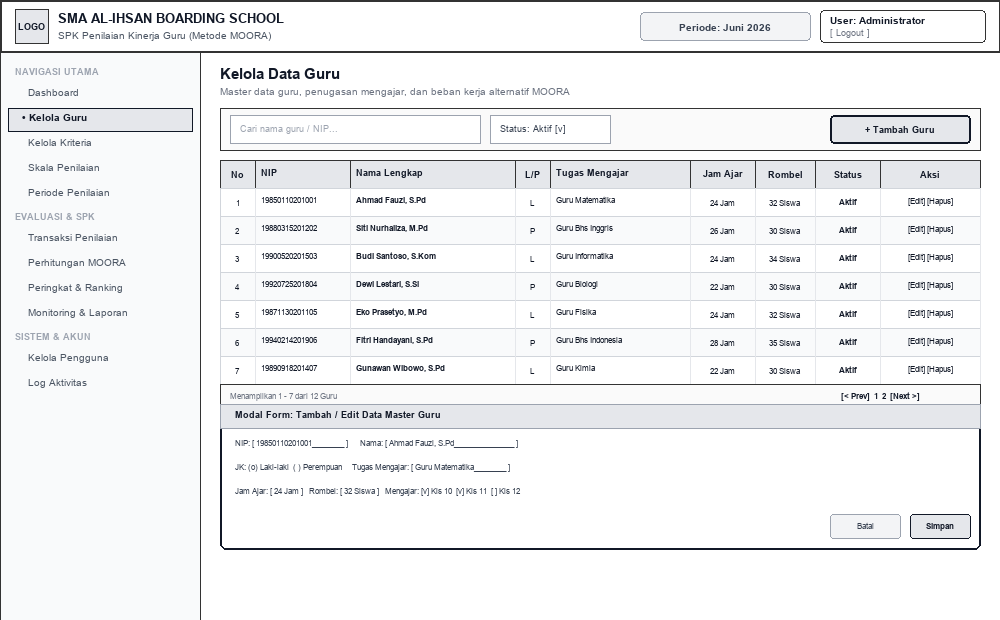 LOGO
SMA AL-IHSAN BOARDING SCHOOL
SPK Penilaian Kinerja Guru (Metode MOORA)
Periode: Juni 2026
User: Administrator
[ Logout ]
NAVIGASI UTAMA
Dashboard
• Kelola Guru
Kelola Kriteria
Skala Penilaian
Periode Penilaian
EVALUASI & SPK
Transaksi Penilaian
Perhitungan MOORA
Peringkat & Ranking
Monitoring & Laporan
SISTEM & AKUN
Kelola Pengguna
Log Aktivitas
Kelola Data Guru
Master data guru, penugasan mengajar, dan beban kerja alternatif MOORA
Cari nama guru / NIP... Status: Aktif [v] + Tambah Guru
No NIP Nama Lengkap L/P Tugas Mengajar Jam Ajar Rombel Status Aksi
1 19850110201001 Ahmad Fauzi, S.Pd L Guru Matematika 24 Jam 32 Siswa Aktif [Edit] [Hapus]
2 19880315201202 Siti Nurhaliza, M.Pd P Guru Bhs Inggris 26 Jam 30 Siswa Aktif [Edit] [Hapus]
3 19900520201503 Budi Santoso, S.Kom L Guru Informatika 24 Jam 34 Siswa Aktif [Edit] [Hapus]
4 19920725201804 Dewi Lestari, S.Si P Guru Biologi 22 Jam 30 Siswa Aktif [Edit] [Hapus]
5 19871130201105 Eko Prasetyo, M.Pd L Guru Fisika 24 Jam 32 Siswa Aktif [Edit] [Hapus]
6 19940214201906 Fitri Handayani, S.Pd P Guru Bhs Indonesia 28 Jam 35 Siswa Aktif [Edit] [Hapus]
7 19890918201407 Gunawan Wibowo, S.Pd L Guru Kimia 22 Jam 30 Siswa Aktif [Edit] [Hapus]
Menampilkan 1 - 7 dari 12 Guru [< Prev] 1 2 [Next >]
Modal Form: Tambah / Edit Data Master Guru
NIP: [ 19850110201001________ ] Nama: [ Ahmad Fauzi, S.Pd_______________ ]
JK: (o) Laki-laki ( ) Perempuan Tugas Mengajar: [ Guru Matematika________ ]
Jam Ajar: [ 24 Jam ] Rombel: [ 32 Siswa ] Mengajar: [v] Kls 10 [v] Kls 11 [ ] Kls 12
Batal Simpan